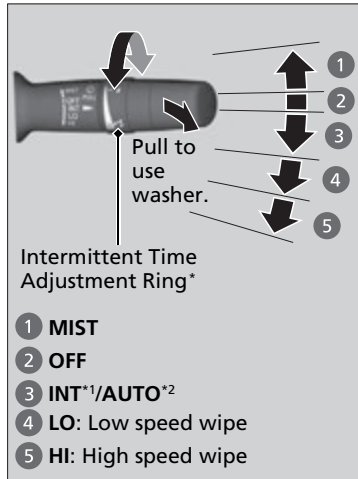 1
2
3
4
5
Pull to
use
washer.
Intermittent Time
Adjustment Ring*
1 MIST
2 OFF
3 INT*1/AUTO*2
4 LO: Low speed wipe
5 HI: High speed wipe